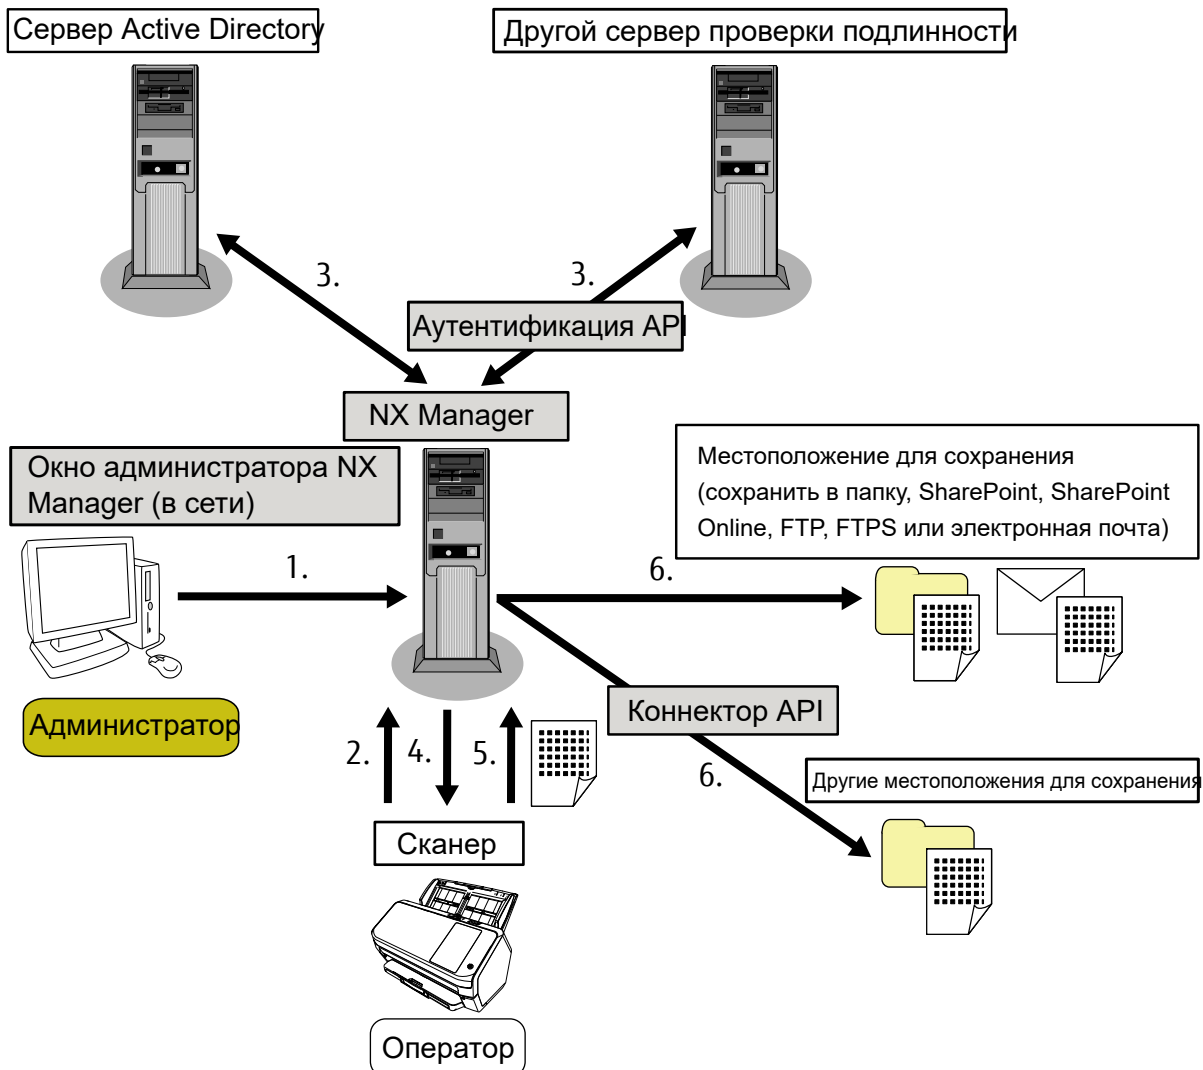 Сервер Active Directory
Другой сервер проверки подлинности
3.
3.
Аутентификация API
NX Manager
Окно администратора NX
Manager (в сети)
Местоположение для сохранения
(сохранить в папку, SharePoint, SharePoint
Online, FTP, FTPS или электронная почта)
1.
6.
Администратор
Коннектор API
2.
4.
5.
6.
Другие местоположения для сохранения
Сканер
Оператор